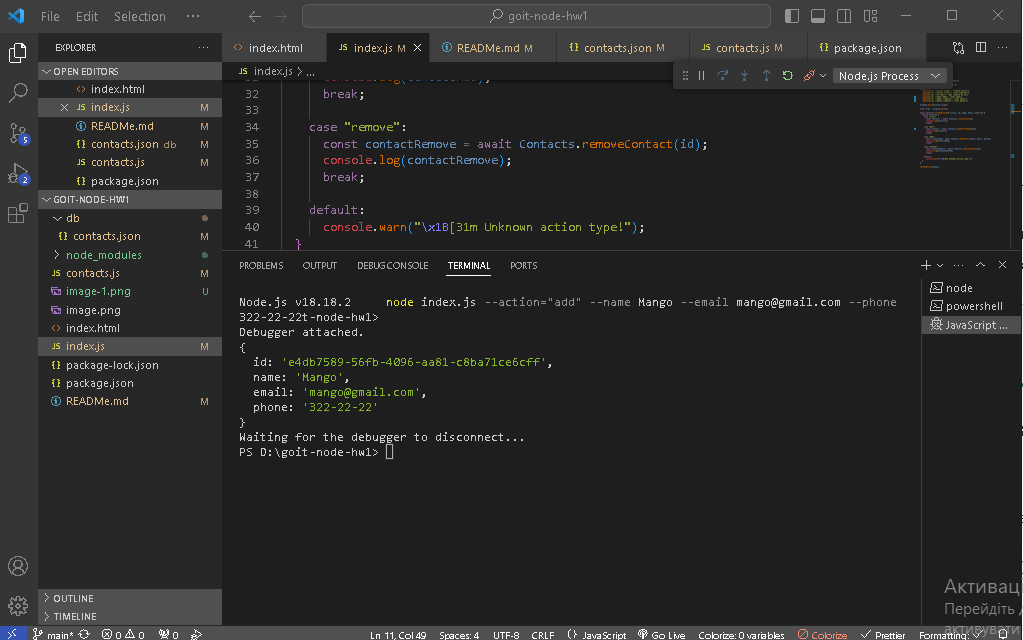 File Edit Selection ··· goit-node-hw1
EXPLORER ···
OPEN EDITORS
index.html
index.js M
READMe.md M
contacts.json db M
contacts.js M
package.json
GOIT-NODE-HW1
db
contacts.json M
node_modules
contacts.js M
image-1.png U
image.png
index.html
index.js M
package-lock.json
package.json
READMe.md M
OUTLINE
TIMELINE
5
2
index.html index.js M READMe.md M contacts.json M contacts.js M package.json ···
index.js > ...
Node.js Process
32 break;
33
34 case "remove":
35 const contactRemove = await Contacts.removeContact(id);
36 console.log(contactRemove);
37 break;
38
39 default:
40 console.warn("\x1B[31m Unknown action type!");
41 }
PROBLEMS OUTPUT DEBUG CONSOLE TERMINAL PORTS ···
node
powershell
JavaScript ...
Node.js v18.18.2 node index.js --action="add" --name Mango --email mango@gmail.com --phone
322-22-22t-node-hw1>
Debugger attached.
{
id: 'e4db7589-56fb-4096-aa81-c8ba71ce6cff',
name: 'Mango',
email: 'mango@gmail.com',
phone: '322-22-22'
}
Waiting for the debugger to disconnect...
PS D:\goit-node-hw1>
Активац
Перейдіть д
активувати
main* 0 0 0 Ln 11, Col 49 Spaces: 4 UTF-8 CRLF {} JavaScript Go Live Colorize: 0 variables Colorize Prettier Formatting: